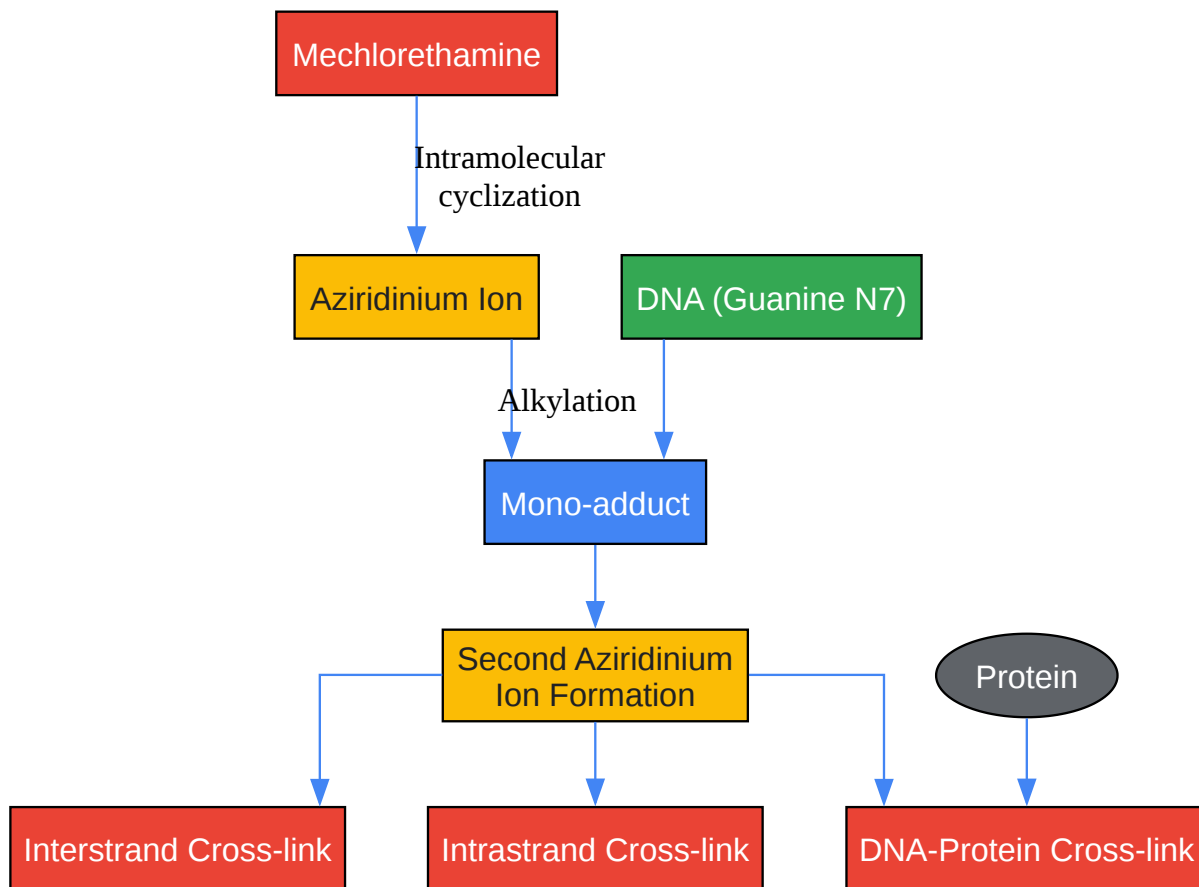 Mechlorethamine
Intramolecular
cyclization
Aziridinium Ion
DNA (Guanine N7)
Alkylation
Mono-adduct
Second Aziridinium
Ion Formation
Protein
Interstrand Cross-link
Intrastrand Cross-link
DNA-Protein Cross-link